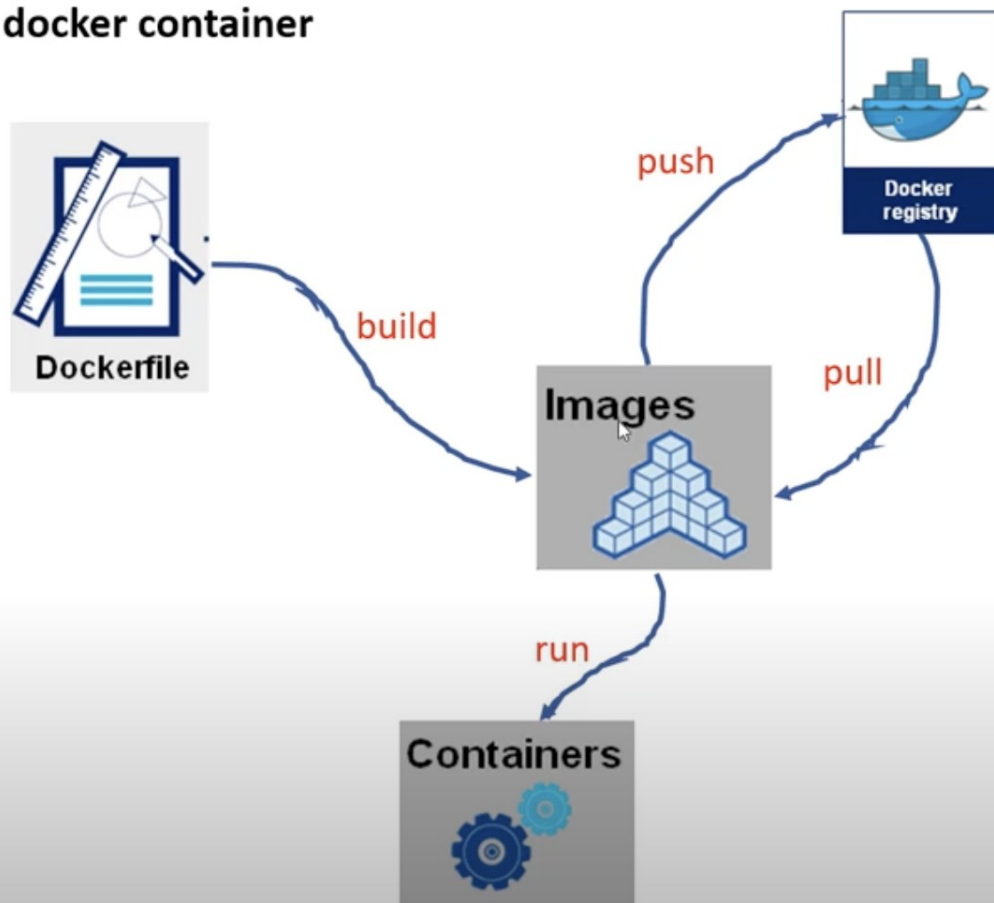 docker container
push
Docker
registry
Dockerfile
build
pull
Images
run
Containers